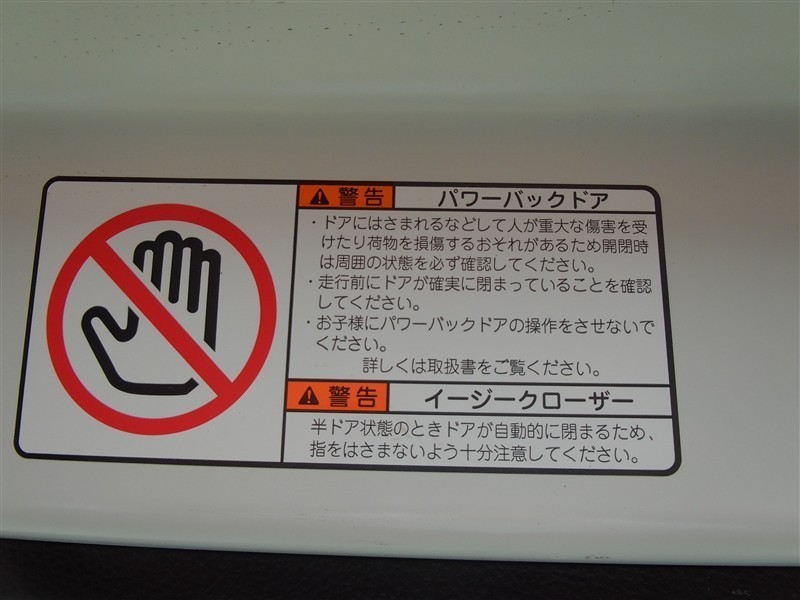 警告 パワーバックドア
・ドアにはさまれるなどして人が重大な傷害を受
けたり荷物を損傷するおそれがあるため開閉時
は周囲の状態を必ず確認してください。
・走行前にドアが確実に閉まっていることを確認
してください。
・お子様にパワーバックドアの操作をさせないで
ください。
詳しくは取扱書をご覧ください。
警告 イージークローザー
半ドア状態のときドアが自動的に閉まるため、
指をはさまないよう十分注意してください。